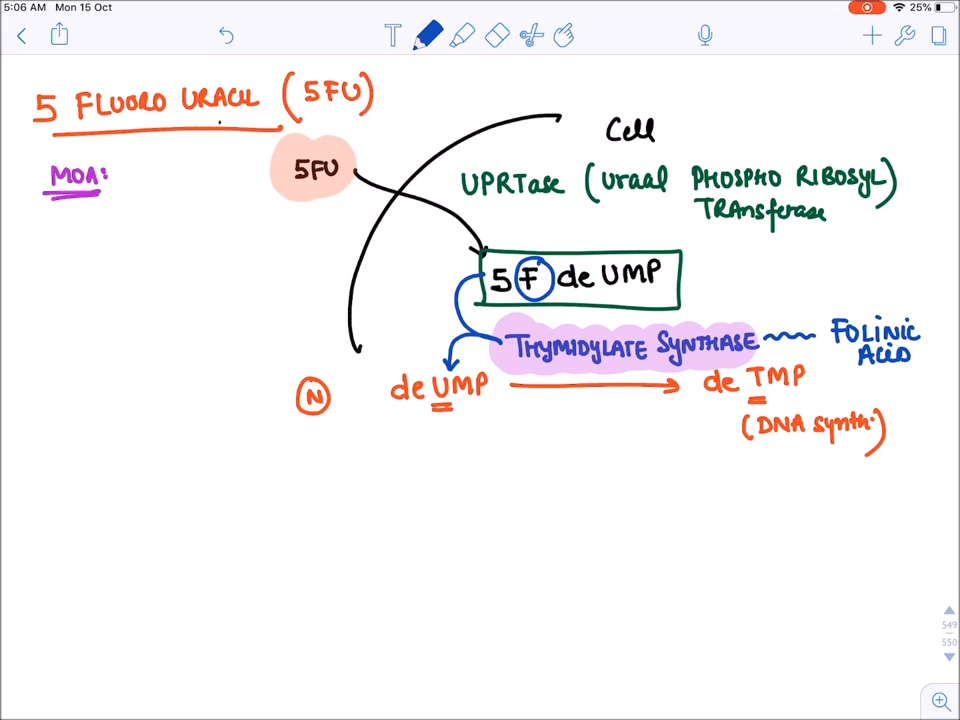 5:06 AM Mon 15 Oct
25%
T
5 FLUORO URACIL (5FU)
MOA:
5FU
Cell
UPRTase (Uraal PHOSPHO RIBOSYL)
TRAnsferase
5 F de UMP
THYMIDYLATE SYNTHASE
FOLINIC
ACID
N
de UMP
de TMP
(DNA synth.)
549
550